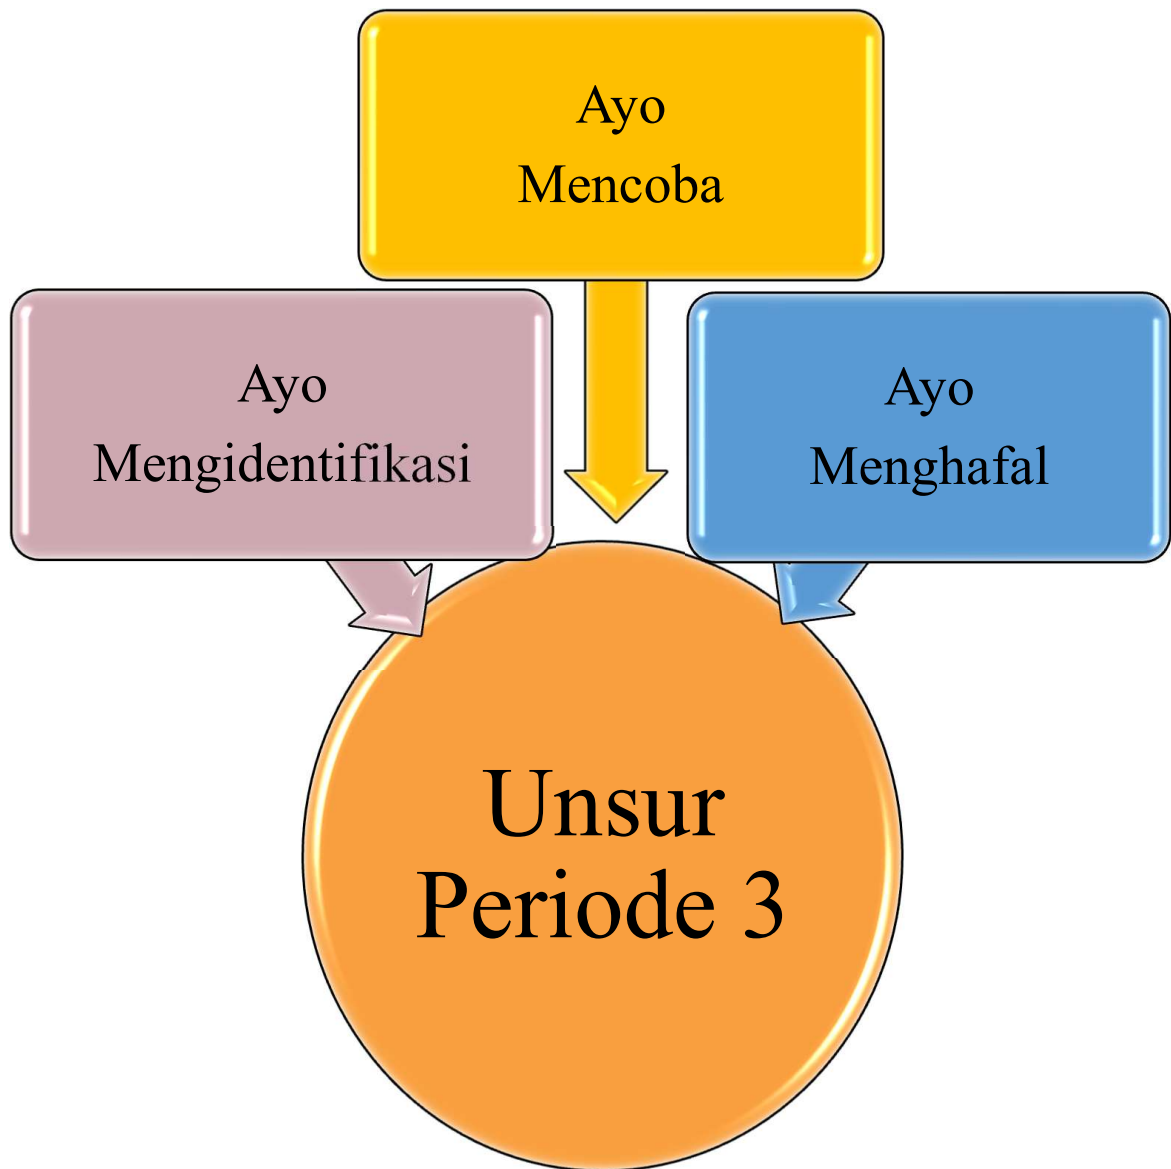 Ayo
Mencoba
Ayo
Mengidentifikasi
Ayo
Menghafal
Unsur
Periode 3